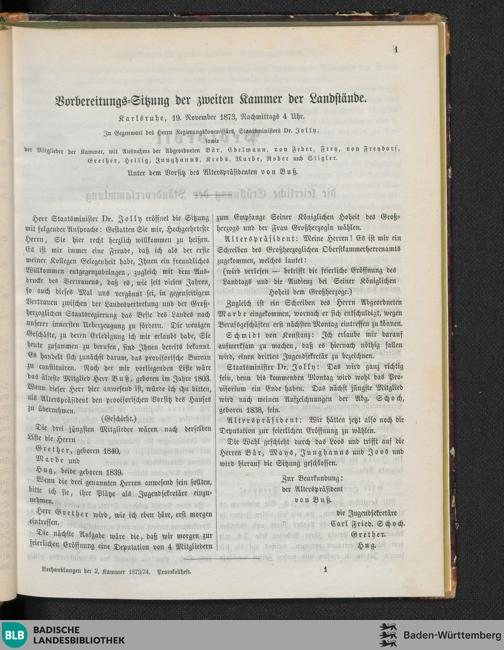 1
Vorbereitungs-Sitzung der zweiten Kammer der Landstände.
Karlsruhe, 19. November 1873, Nachmittags 4 Uhr.
In Gegenwart des Herrn Regierungskommissärs, Staatsministers Dr. Jolly,
sowie
der Mitglieder der Kammer, mit Ausnahme der Abgeordneten Bär, Edelmann, von Feder, Frey, von Freydorf,
Grether, Heilig, Junghanns, Krebs, Marbe, Roder und Stigler.
Unter dem Vorsitz des Alterspräsidenten von Buß.
Herr Staatsminister Dr. Jolly eröffnet die Sitzung
mit folgender Ansprache: Gestatten Sie mir, Hochgeehrteste
Herren, Sie hier recht herzlich willkommen zu heißen.
Es ist mir immer eine Freude, daß ich als der erste
meiner Kollegen Gelegenheit habe, Ihnen ein freundliches
Willkommen entgegenzubringen, zugleich mit dem Aus-
druck des Vertrauens, daß es, wie seit vielen Jahren,
so auch dieses Mal uns vergönnt sei, in gegenseitigem
Vertrauen zwischen der Landesvertretung und der Groß-
herzoglichen Staatsregierung das Beste des Landes nach
unserer innersten Ueberzeugung zu fördern. Die wenigen
Geschäfte, zu deren Erledigung ich mir erlaubt habe, Sie
heute zusammen zu berufen, sind Ihnen bereits bekannt.
Es handelt sich zunächst darum, das provisorische Bureau
zu constituiren. Nach der mir vorliegenden Liste wäre
das älteste Mitglied Herr Buß, geboren im Jahre 1803.
Wenn dieser Herr hier anwesend ist, würde ich ihn bitten,
als Alterspräsident den provisorischen Vorsitz des Hauses
zu übernehmen.
(Geschieht.)
Die drei jüngsten Mitglieder wären nach derselben
Liste die Herren
Grether, geboren 1840,
Marbe und
Hug, beide geboren 1839.
Wenn die drei genannten Herren anwesend sein sollten,
bitte ich sie, ihre Plätze als Jugendsekretäre einzu-
nehmen.
Herr Grether wird, wie ich eben höre, erst morgen
eintreffen.
Die nächste Aufgabe wäre die, daß wir morgen zur
feierlichen Eröffnung eine Deputation von 4 Mitgliedern
zum Empfange Seiner Königlichen Hoheit des Groß-
herzogs und der Frau Großherzogin wählen.
Alterspräsident: Meine Herren! Es ist mir ein
Schreiben des Großherzoglichen Oberstkammerherrenamts
zugekommen, welches lautet:
(wird verlesen — betrifft die feierliche Eröffnung des
Landtags und die Audienz bei Seiner Königlichen
Hoheit dem Großherzoge.)
Zugleich ist ein Schreiben des Herrn Abgeordneten
Marbe eingekommen, wornach er sich entschuldigt, wegen
Berufsgeschäften erst nächsten Montag eintreffen zu können.
Schmidt von Konstanz: Ich erlaube mir darauf
aufmerksam zu machen, daß es hiernach nöthig fallen
wird, einen dritten Jugendsekretär zu bezeichnen.
Staatsminister Dr. Jolly: Das wird ganz richtig
sein, denn bis kommenden Montag wird wohl das Pro-
visorium ein Ende haben. Das nächst jüngste Mitglied
wird nach meinen Aufzeichnungen der Abg. Schoch,
geboren 1838, sein.
Alterspräsident: Wir hätten jetzt also noch die
Deputation zur feierlichen Eröffnung zu wählen.
Die Wahl geschieht durch das Loos und trifft auf die
Herren Bär, Mays, Junghanns und Joos und
wird hierauf die Sitzung geschlossen.
Zur Beurkundung:
der Alterspräsident
von Buß.
die Jugendsekretäre
Carl Fried. Schoch.
Grether.
Hug.
Verhandlungen der 2. Kammer 1873/74. Protokollheft.
1
BLB BADISCHE
LANDESBIBLIOTHEK
Baden-Württemberg